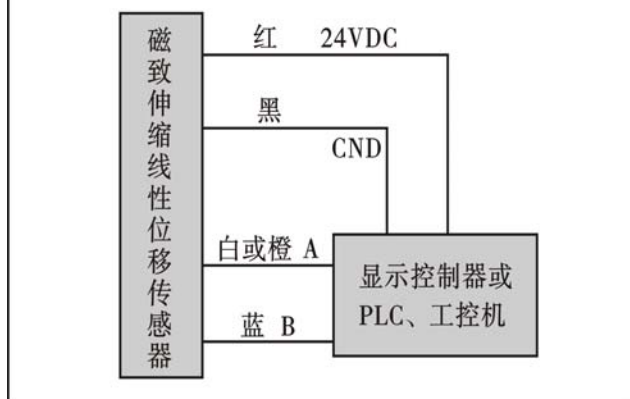 磁致伸缩线性位移传感器
红 24VDC
黑
CND
白或橙 A
蓝 B
显示控制器或
PLC、工控机